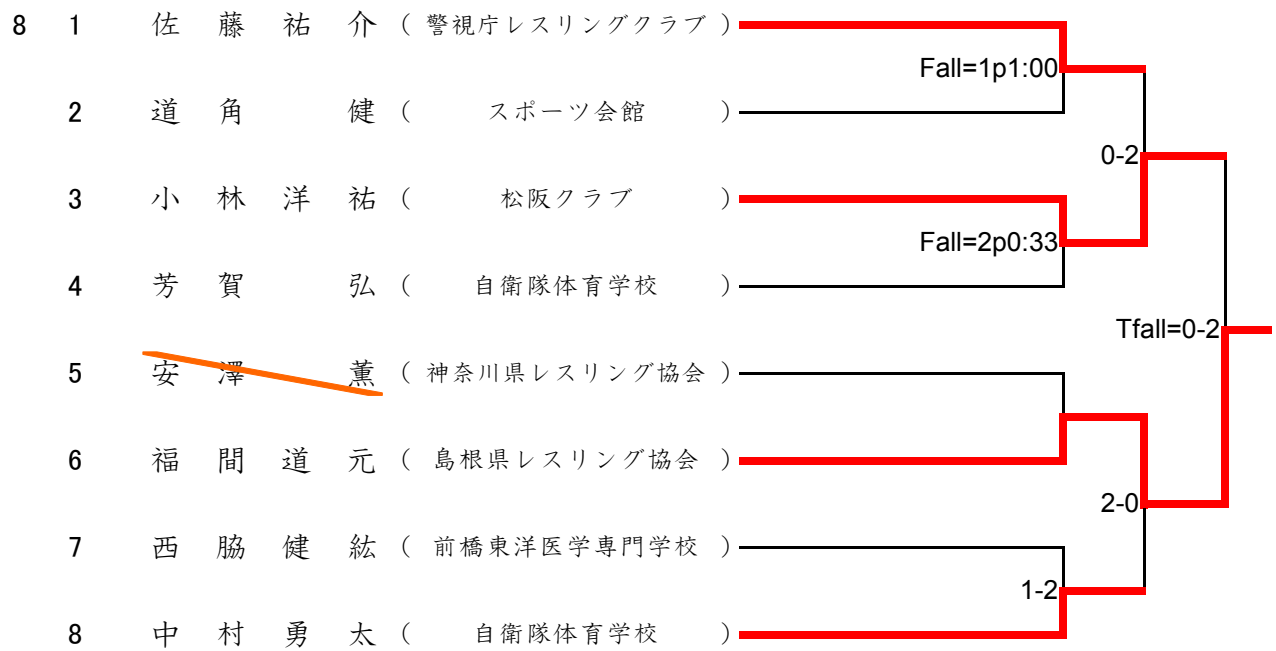 8 1 佐藤祐介(警視庁レスリングクラブ)
Fall=1p1:00
2 道角健(スポーツ会館)
0-2
3 小林洋祐(松阪クラブ)
Fall=2p0:33
4 芳賀弘(自衛隊体育学校)
Tfall=0-2
5 安澤薫(神奈川県レスリング協会)
6 福間道元(島根県レスリング協会)
2-0
7 西脇健紘(前橋東洋医学専門学校)
1-2
8 中村勇太(自衛隊体育学校)